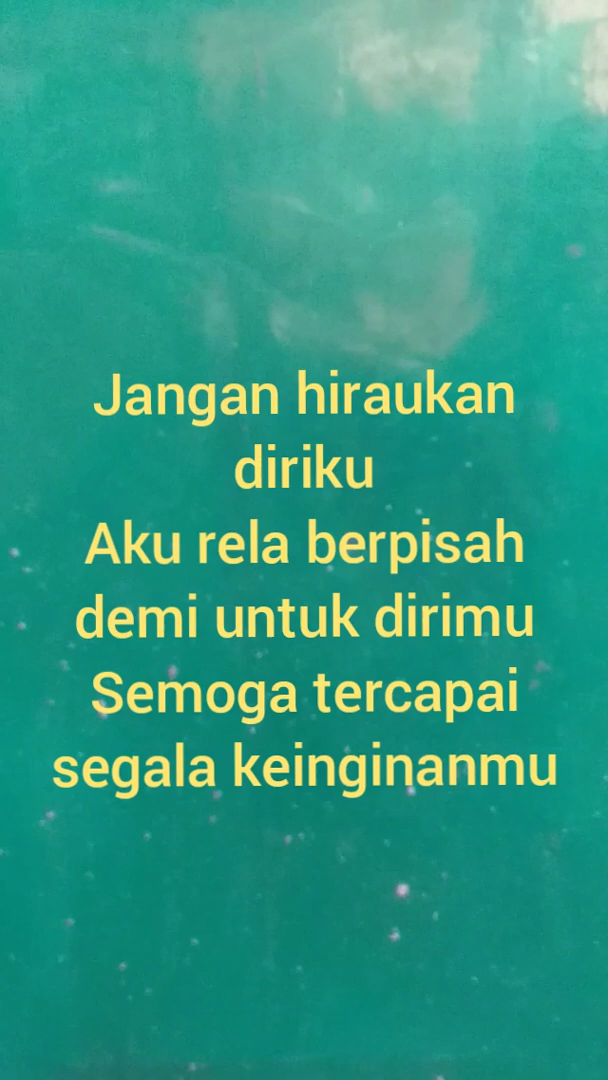 Jangan hiraukan
diriku
Aku rela berpisah
demi untuk dirimu
Semoga tercapai
segala keinginanmu